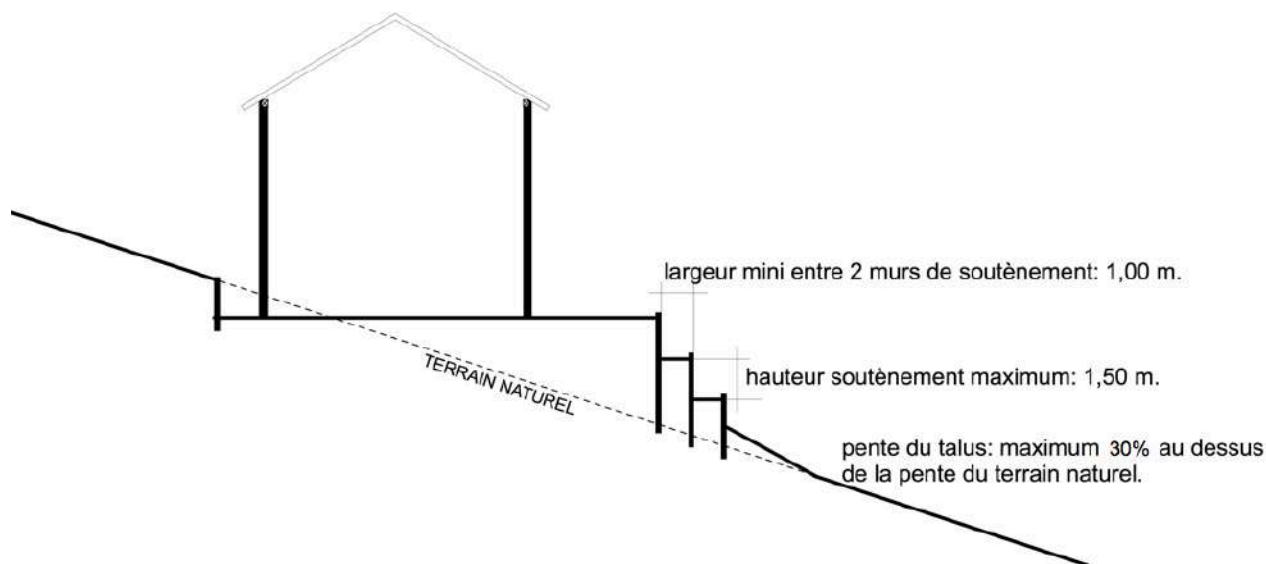 largeur mini entre 2 murs de soutènement: 1,00 m.
TERRAIN NATUREL
hauteur soutènement maximum: 1,50 m.
pente du talus: maximum 30% au dessus
de la pente du terrain naturel.